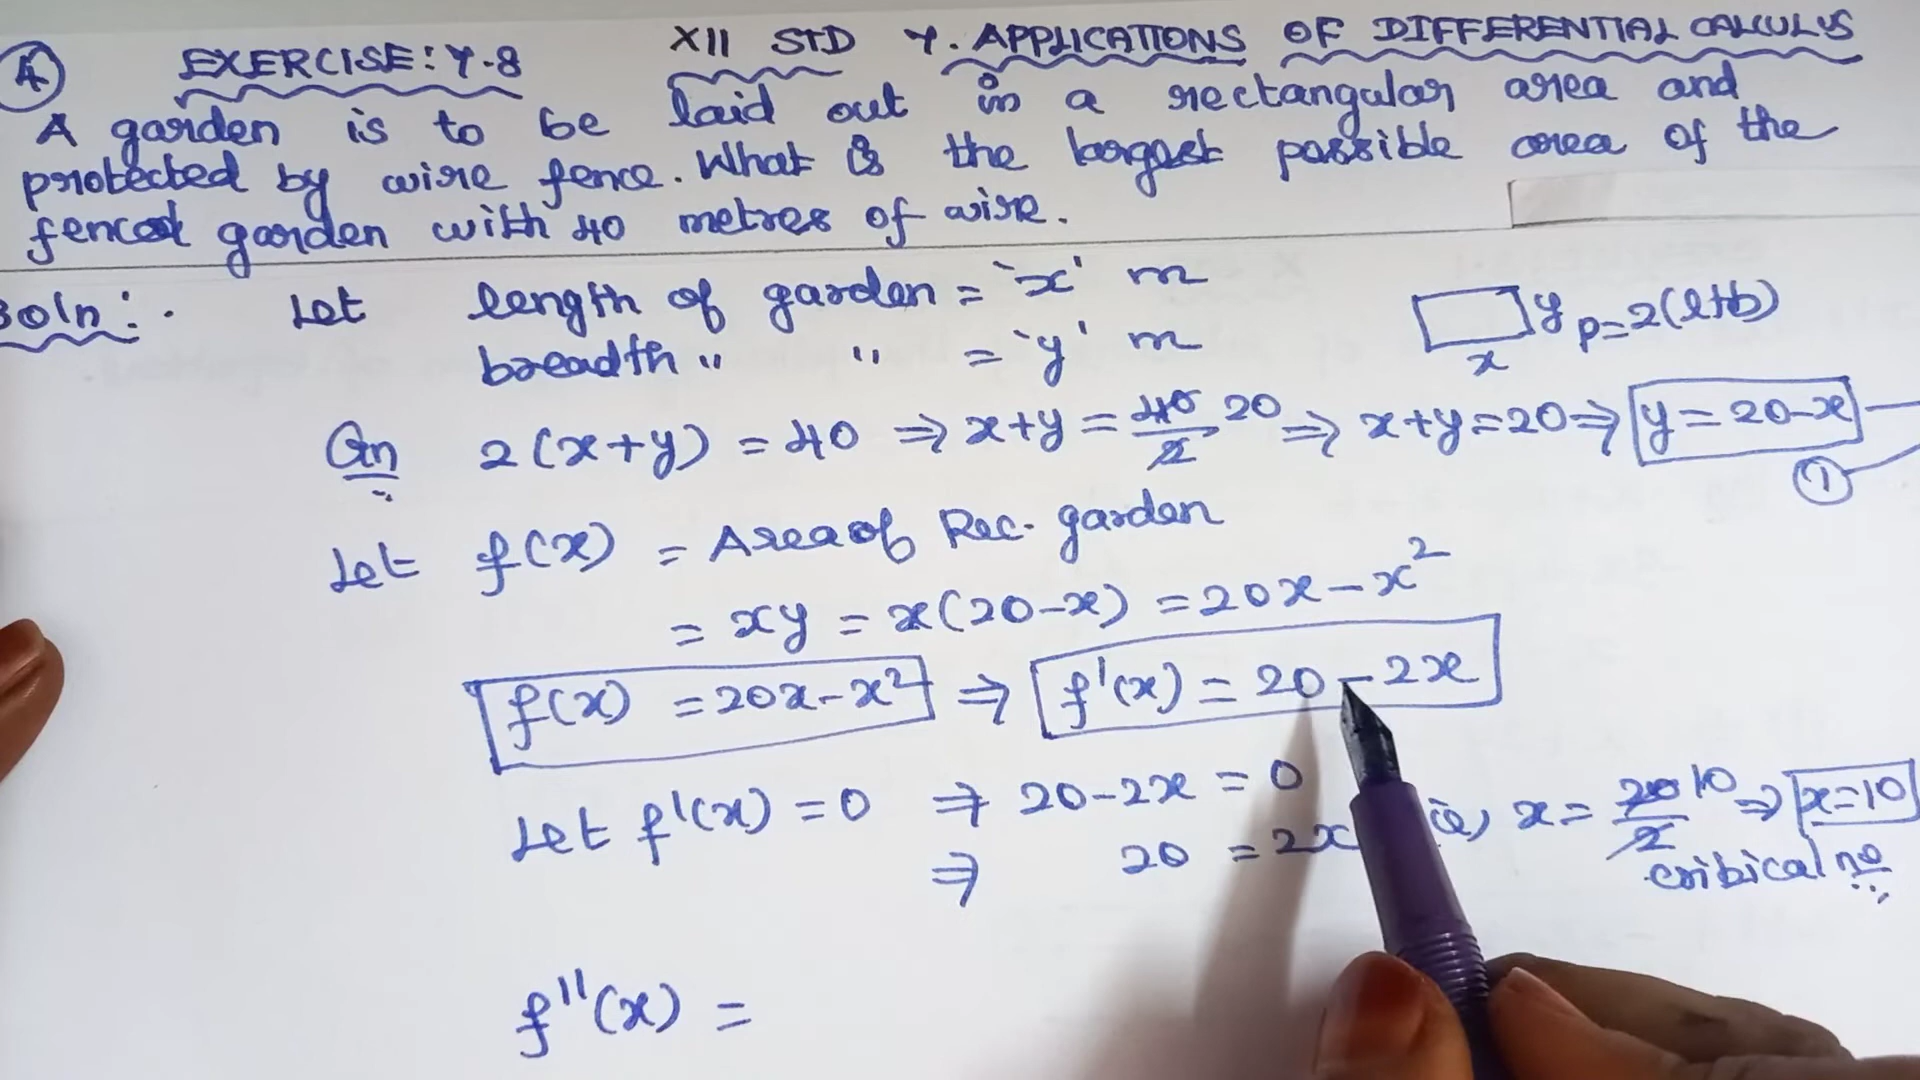 ④ EXERCISE: 7.8 XII STD 7. APPLICATIONS OF DIFFERENTIAL CALCULUS
A garden is to be laid out in a rectangular area and
protected by wire fence. What is the largest possible area of the
fenced garden with 40 metres of wire.
Soln:. Let length of garden = 'x' m
breadth " " = 'y' m
x y P=2(l+b)
Gn 2(x+y) = 40 ⇒ x+y = 40/2 20 ⇒ x+y=20 ⇒ y = 20-x
①
Let f(x) = Area of Rec. garden
= xy = x(20-x) = 20x-x²
f(x) = 20x-x² ⇒ f'(x) = 20-2x
Let f'(x) = 0 ⇒ 20-2x = 0
⇒ 20 = 2x ie) x = 20/2 10 ⇒ x=10
critical no
f''(x) =